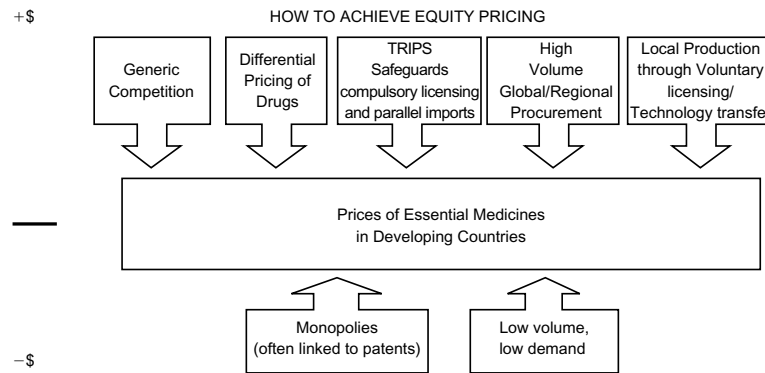 +$
HOW TO ACHIEVE EQUITY PRICING
Generic
Competition
Differential
Pricing of
Drugs
TRIPS
Safeguards
compulsory licensing
and parallel imports
High
Volume
Global/Regional
Procurement
Local Production
through Voluntary
licensing/
Technology transfe
Prices of Essential Medicines
in Developing Countries
Monopolies
(often linked to patents)
Low volume,
low demand
−$